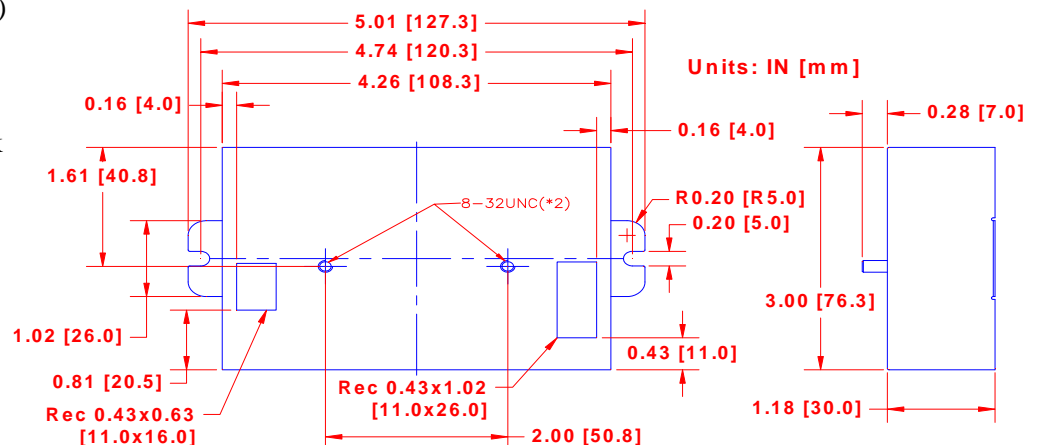 )
5.01 [127.3]
4.74 [120.3]
Units: IN [mm]
4.26 [108.3]
0.16 [4.0]
0.28 [7.0]
0.16 [4.0]
1.61 [40.8]
8-32UNC(*2)
R0.20 [R5.0]
0.20 [5.0]
3.00 [76.3]
1.02 [26.0]
0.43 [11.0]
0.81 [20.5]
Rec 0.43x1.02
[11.0x26.0]
Rec 0.43x0.63
[11.0x16.0]
1.18 [30.0]
2.00 [50.8]